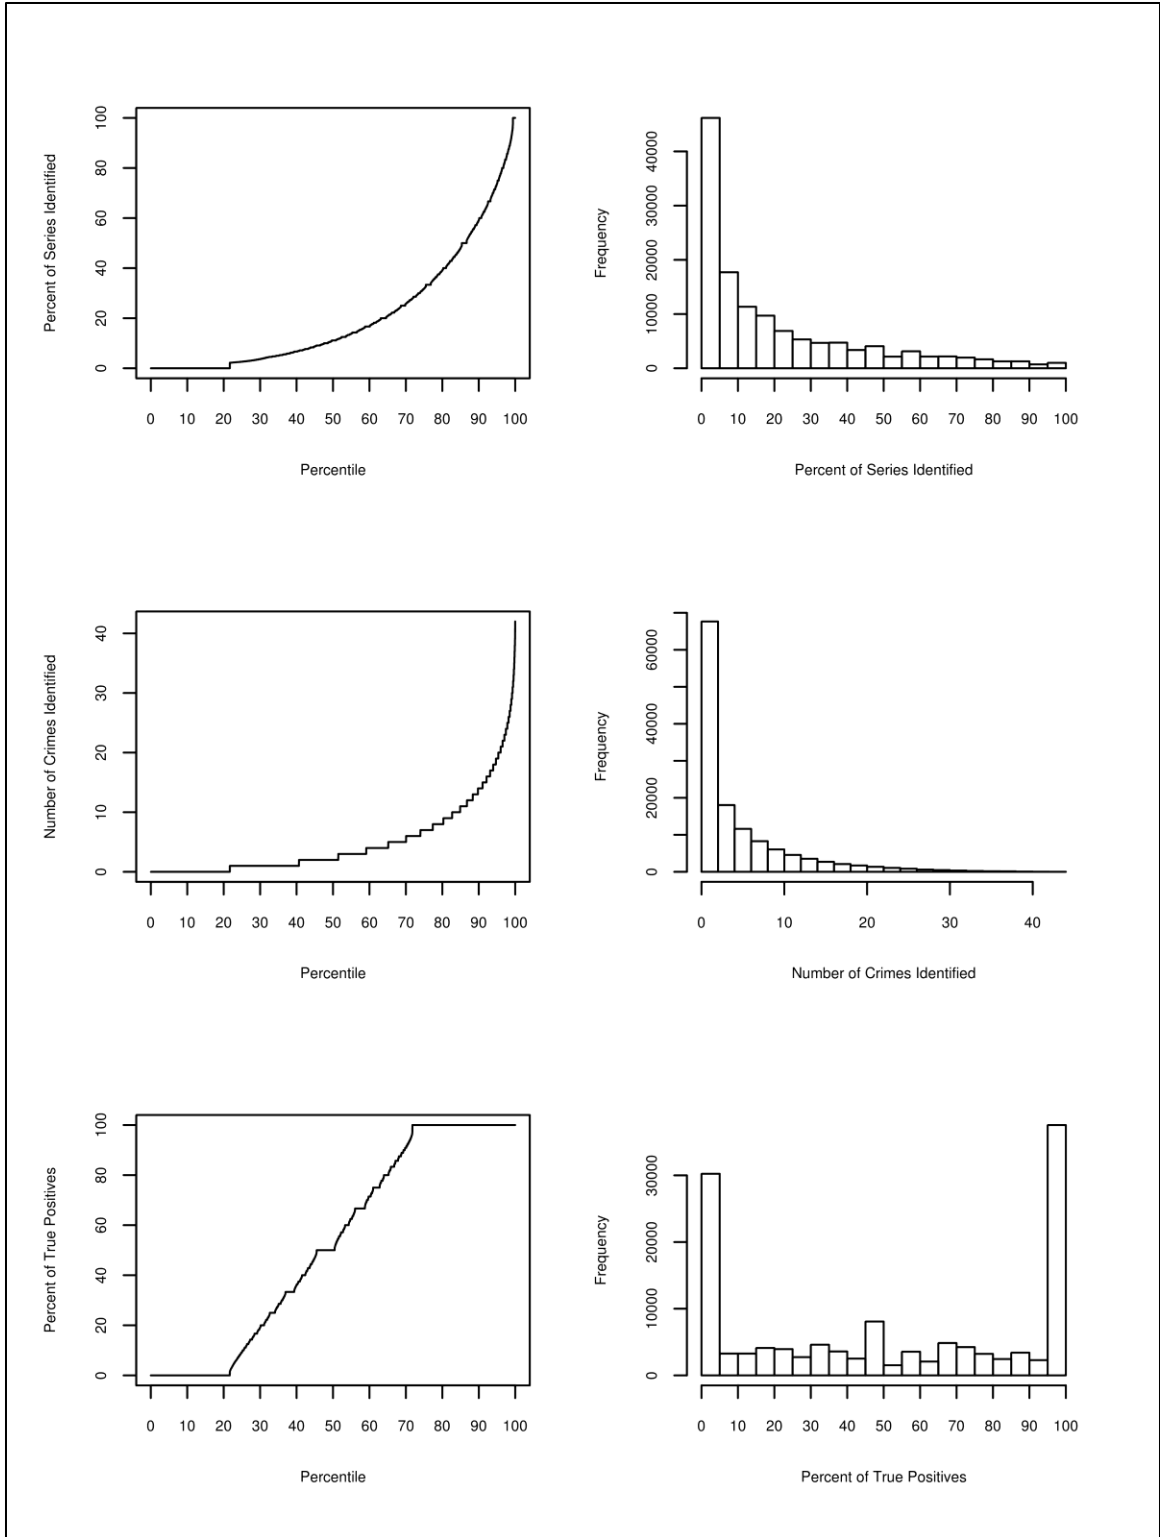 100
80
60
40
20
0
Percent of Series Identified
0 10 20 30 40 50 60 70 80 90 100
Percentile
40000
30000
20000
10000
0
Frequency
0 10 20 30 40 50 60 70 80 90 100
Percent of Series Identified
40
30
20
10
0
Number of Crimes Identified
0 10 20 30 40 50 60 70 80 90 100
Percentile
60000
40000
20000
0
Frequency
0 10 20 30 40
Number of Crimes Identified
100
80
60
40
20
0
Percent of True Positives
0 10 20 30 40 50 60 70 80 90 100
Percentile
30000
20000
10000
0
Frequency
0 10 20 30 40 50 60 70 80 90 100
Percent of True Positives